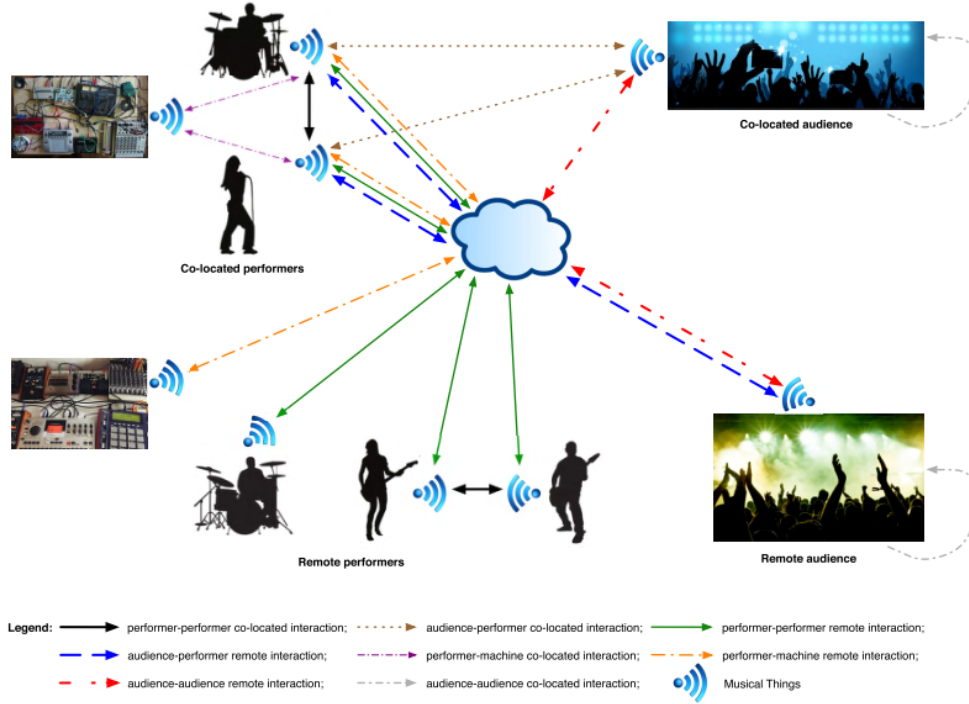 Co-located audience
Co-located performers
Remote performers
Remote audience
Legend: performer-performer co-located interaction; audience-performer co-located interaction; performer-performer remote interaction;
audience-performer remote interaction; performer-machine co-located interaction; performer-machine remote interaction;
audience-audience remote interaction; audience-audience co-located interaction; Musical Things